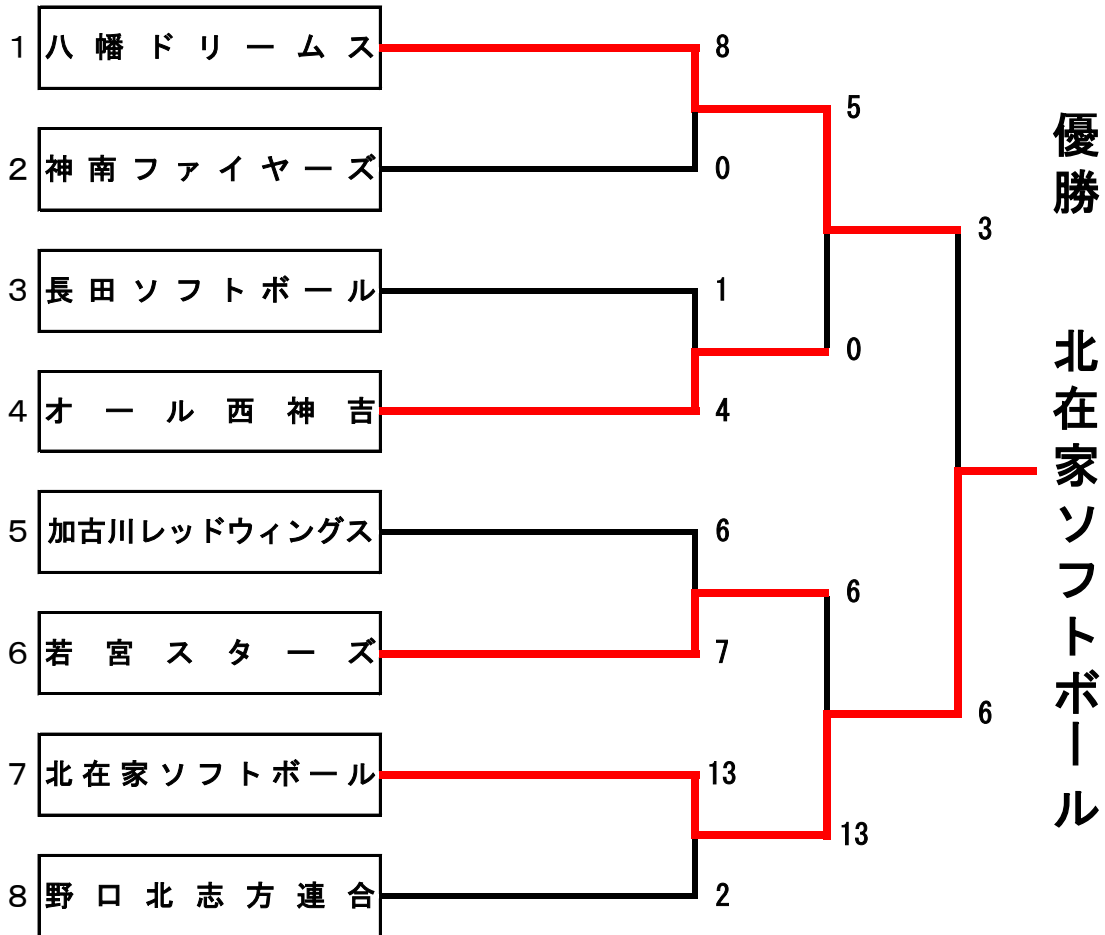 1 八幡ドリームス
8
5
2 神南ファイヤーズ
0
3
3 長田ソフトボール
1
0
4 オール西神吉
4
5 加古川レッドウィングス
6
6
6 若宮スターズ
7
6
7 北在家ソフトボール
13
13
8 野口北志方連合
2
優勝 北在家ソフトボール